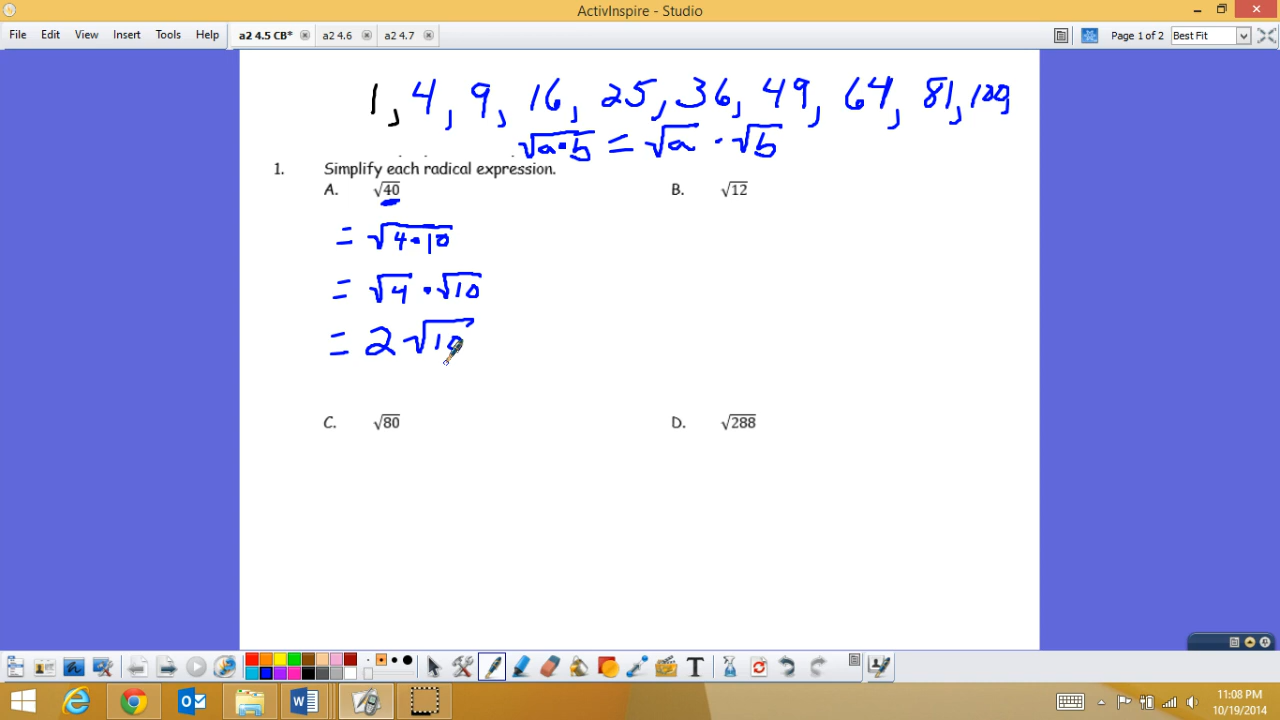 ActivInspire - Studio
File Edit View Insert Tools Help a2 4.5 CB* a2 4.6 a2 4.7 Page 1 of 2 Best Fit
1, 4, 9, 16, 25, 36, 49, 64, 81, 100,
√a·b = √a · √b
1. Simplify each radical expression.
A. √40 B. √12
= √4·10
= √4 · √10
= 2√10
C. √80 D. √288
T
11:08 PM
10/19/2014